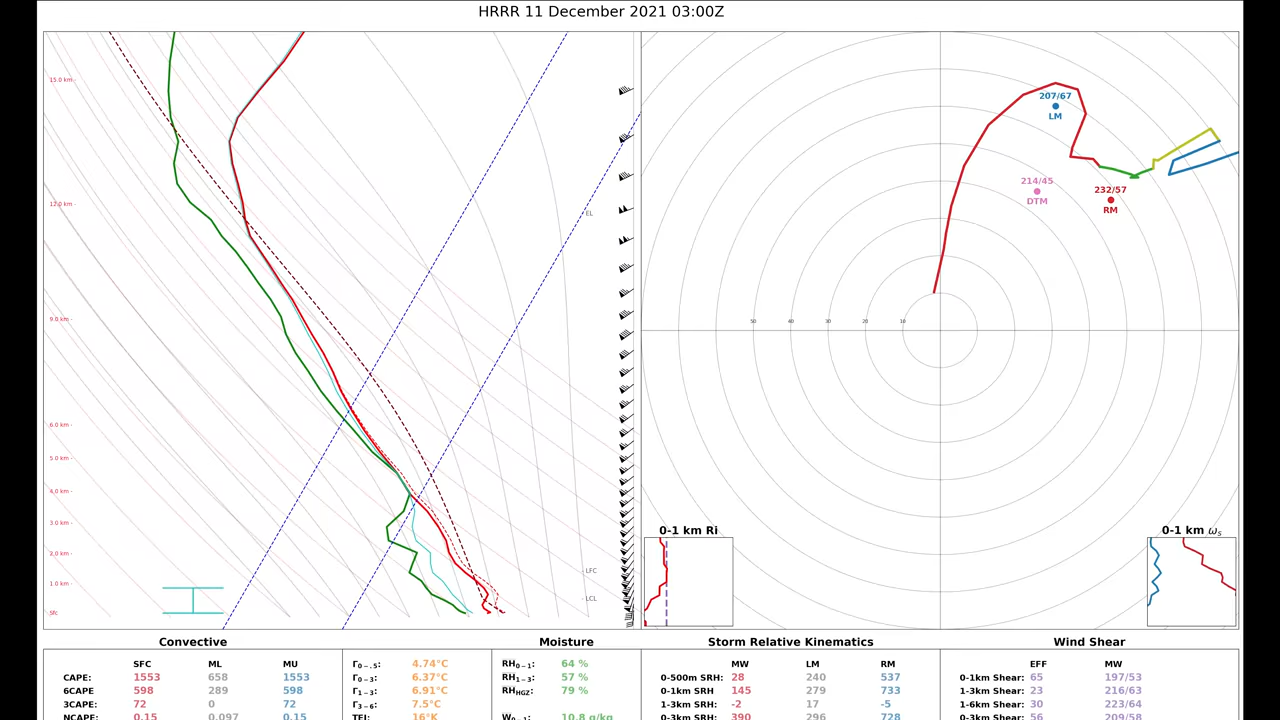 HRRR 11 December 2021 03:00Z
15.0 km
12.0 km
9.0 km
6.0 km
5.0 km
4.0 km
3.0 km
2.0 km
1.0 km
Sfc
EL
LFC
LCL
207/67
LM
214/45
DTM
232/57
RM
50 40 30 20 10
0-1 km Ri
0-1 km ωs
Convective
SFC ML MU
CAPE: 1553 658 1553
6CAPE 598 289 598
3CAPE: 72 0 72
NCAPE: 0.15 0.097 0.15
Γ0−.5: 4.74°C
Γ0−3: 6.37°C
Γ1−3: 6.91°C
Γ3−6: 7.5°C
TEI: 16°K
Moisture
RH0−1: 64 %
RH1−3: 57 %
RHHGZ: 79 %
W0−1: 10.8 g/kg
Storm Relative Kinematics
MW LM RM
0-500m SRH: 28 240 537
0-1km SRH 145 279 733
1-3km SRH: -2 17 -5
0-3km SRH: 390 296 728
Wind Shear
EFF MW
0-1km Shear: 65 197/53
1-3km Shear: 23 216/63
1-6km Shear: 30 223/64
0-3km Shear: 56 209/58